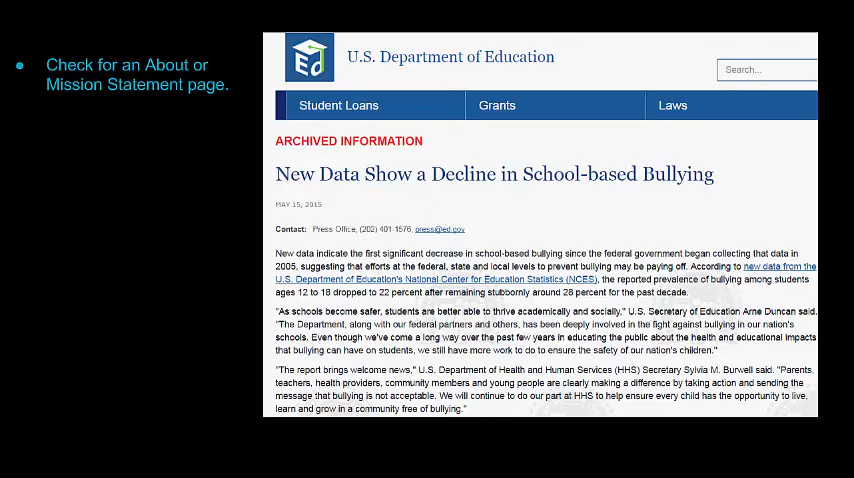 ● Check for an About or
Mission Statement page.
Ed
U.S. Department of Education
Search...
Student Loans
Grants
Laws
ARCHIVED INFORMATION
New Data Show a Decline in School-based Bullying
MAY 15, 2015
Contact: Press Office, (202) 401-1576, press@ed.gov
New data indicate the first significant decrease in school-based bullying since the federal government began collecting that data in
2005, suggesting that efforts at the federal, state and local levels to prevent bullying may be paying off. According to new data from the
U.S. Department of Education's National Center for Education Statistics (NCES), the reported prevalence of bullying among students
ages 12 to 18 dropped to 22 percent after remaining stubbornly around 28 percent for the past decade.
"As schools become safer, students are better able to thrive academically and socially," U.S. Secretary of Education Arne Duncan said.
"The Department, along with our federal partners and others, has been deeply involved in the fight against bullying in our nation's
schools. Even though we've come a long way over the past few years in educating the public about the health and educational impacts
that bullying can have on students, we still have more work to do to ensure the safety of our nation's children."
"The report brings welcome news," U.S. Department of Health and Human Services (HHS) Secretary Sylvia M. Burwell said. "Parents,
teachers, health providers, community members and young people are clearly making a difference by taking action and sending the
message that bullying is not acceptable. We will continue to do our part at HHS to help ensure every child has the opportunity to live,
learn and grow in a community free of bullying."